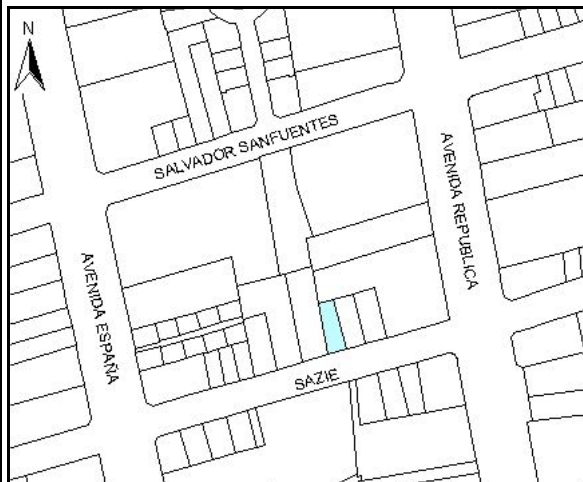 N
SALVADOR SANFUENTES
AVENIDA REPUBLICA
AVENIDA ESPAÑA
SAZIE